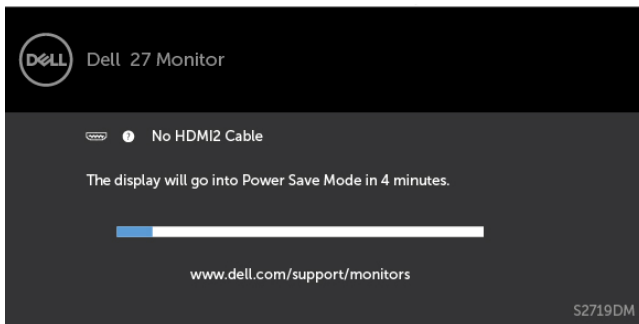 DELL
Dell 27 Monitor
? No HDMI2 Cable
The display will go into Power Save Mode in 4 minutes.
www.dell.com/support/monitors
S2719DM